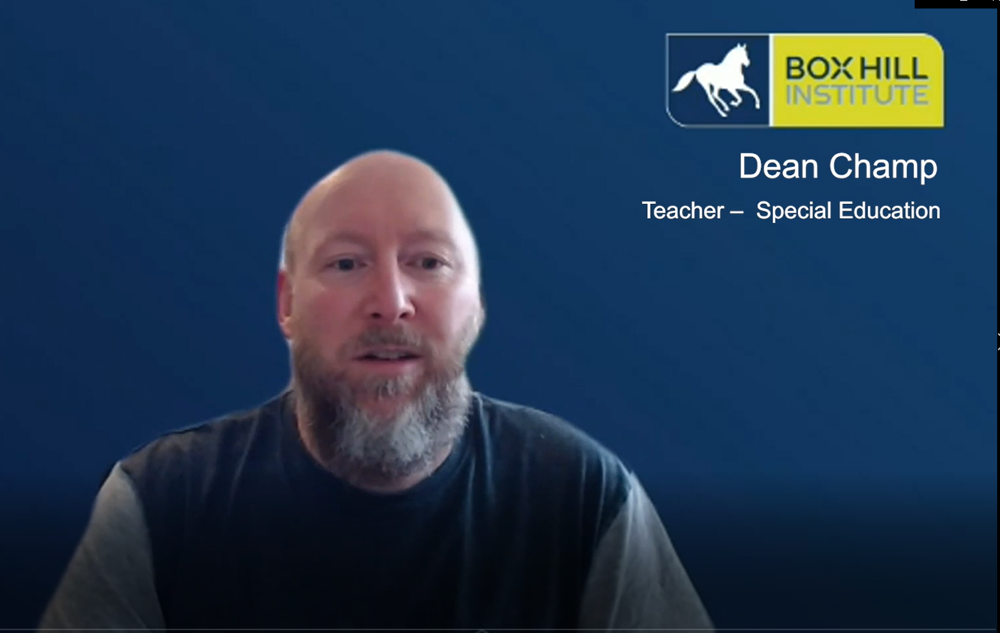 BOX HILL
INSTITUTE
Dean Champ
Teacher – Special Education